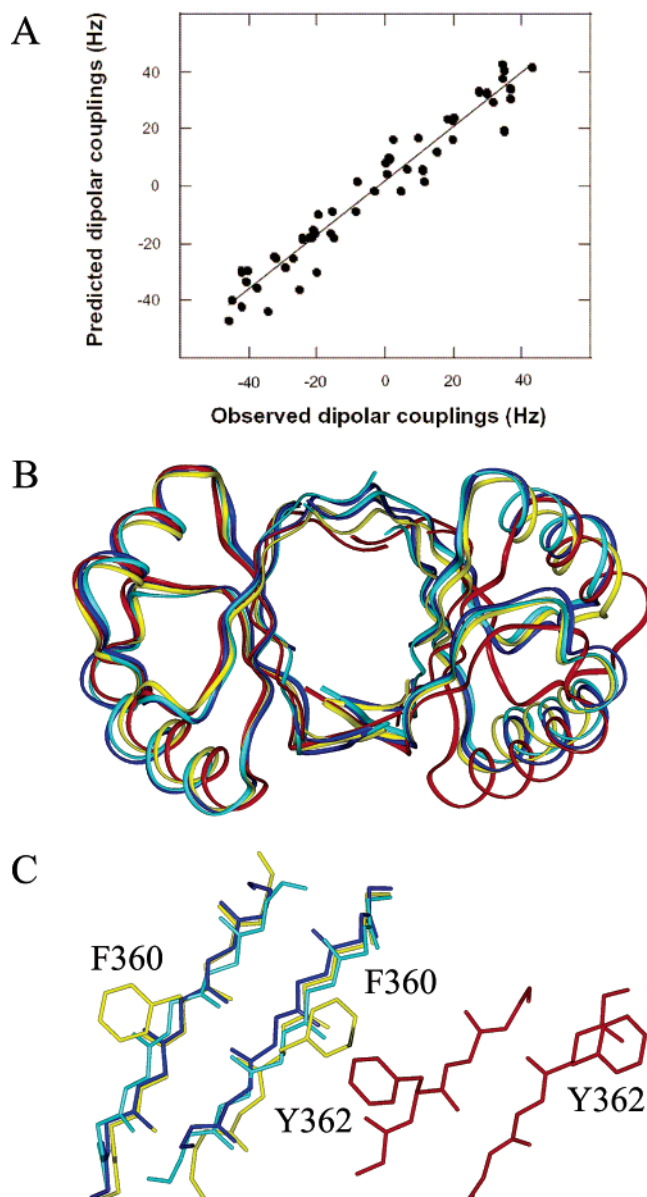 A
Predicted dipolar couplings (Hz)
40
20
0
-20
-40
-40
-20
0
20
40
Observed dipolar couplings (Hz)
B
C
F360
F360
Y362
Y362